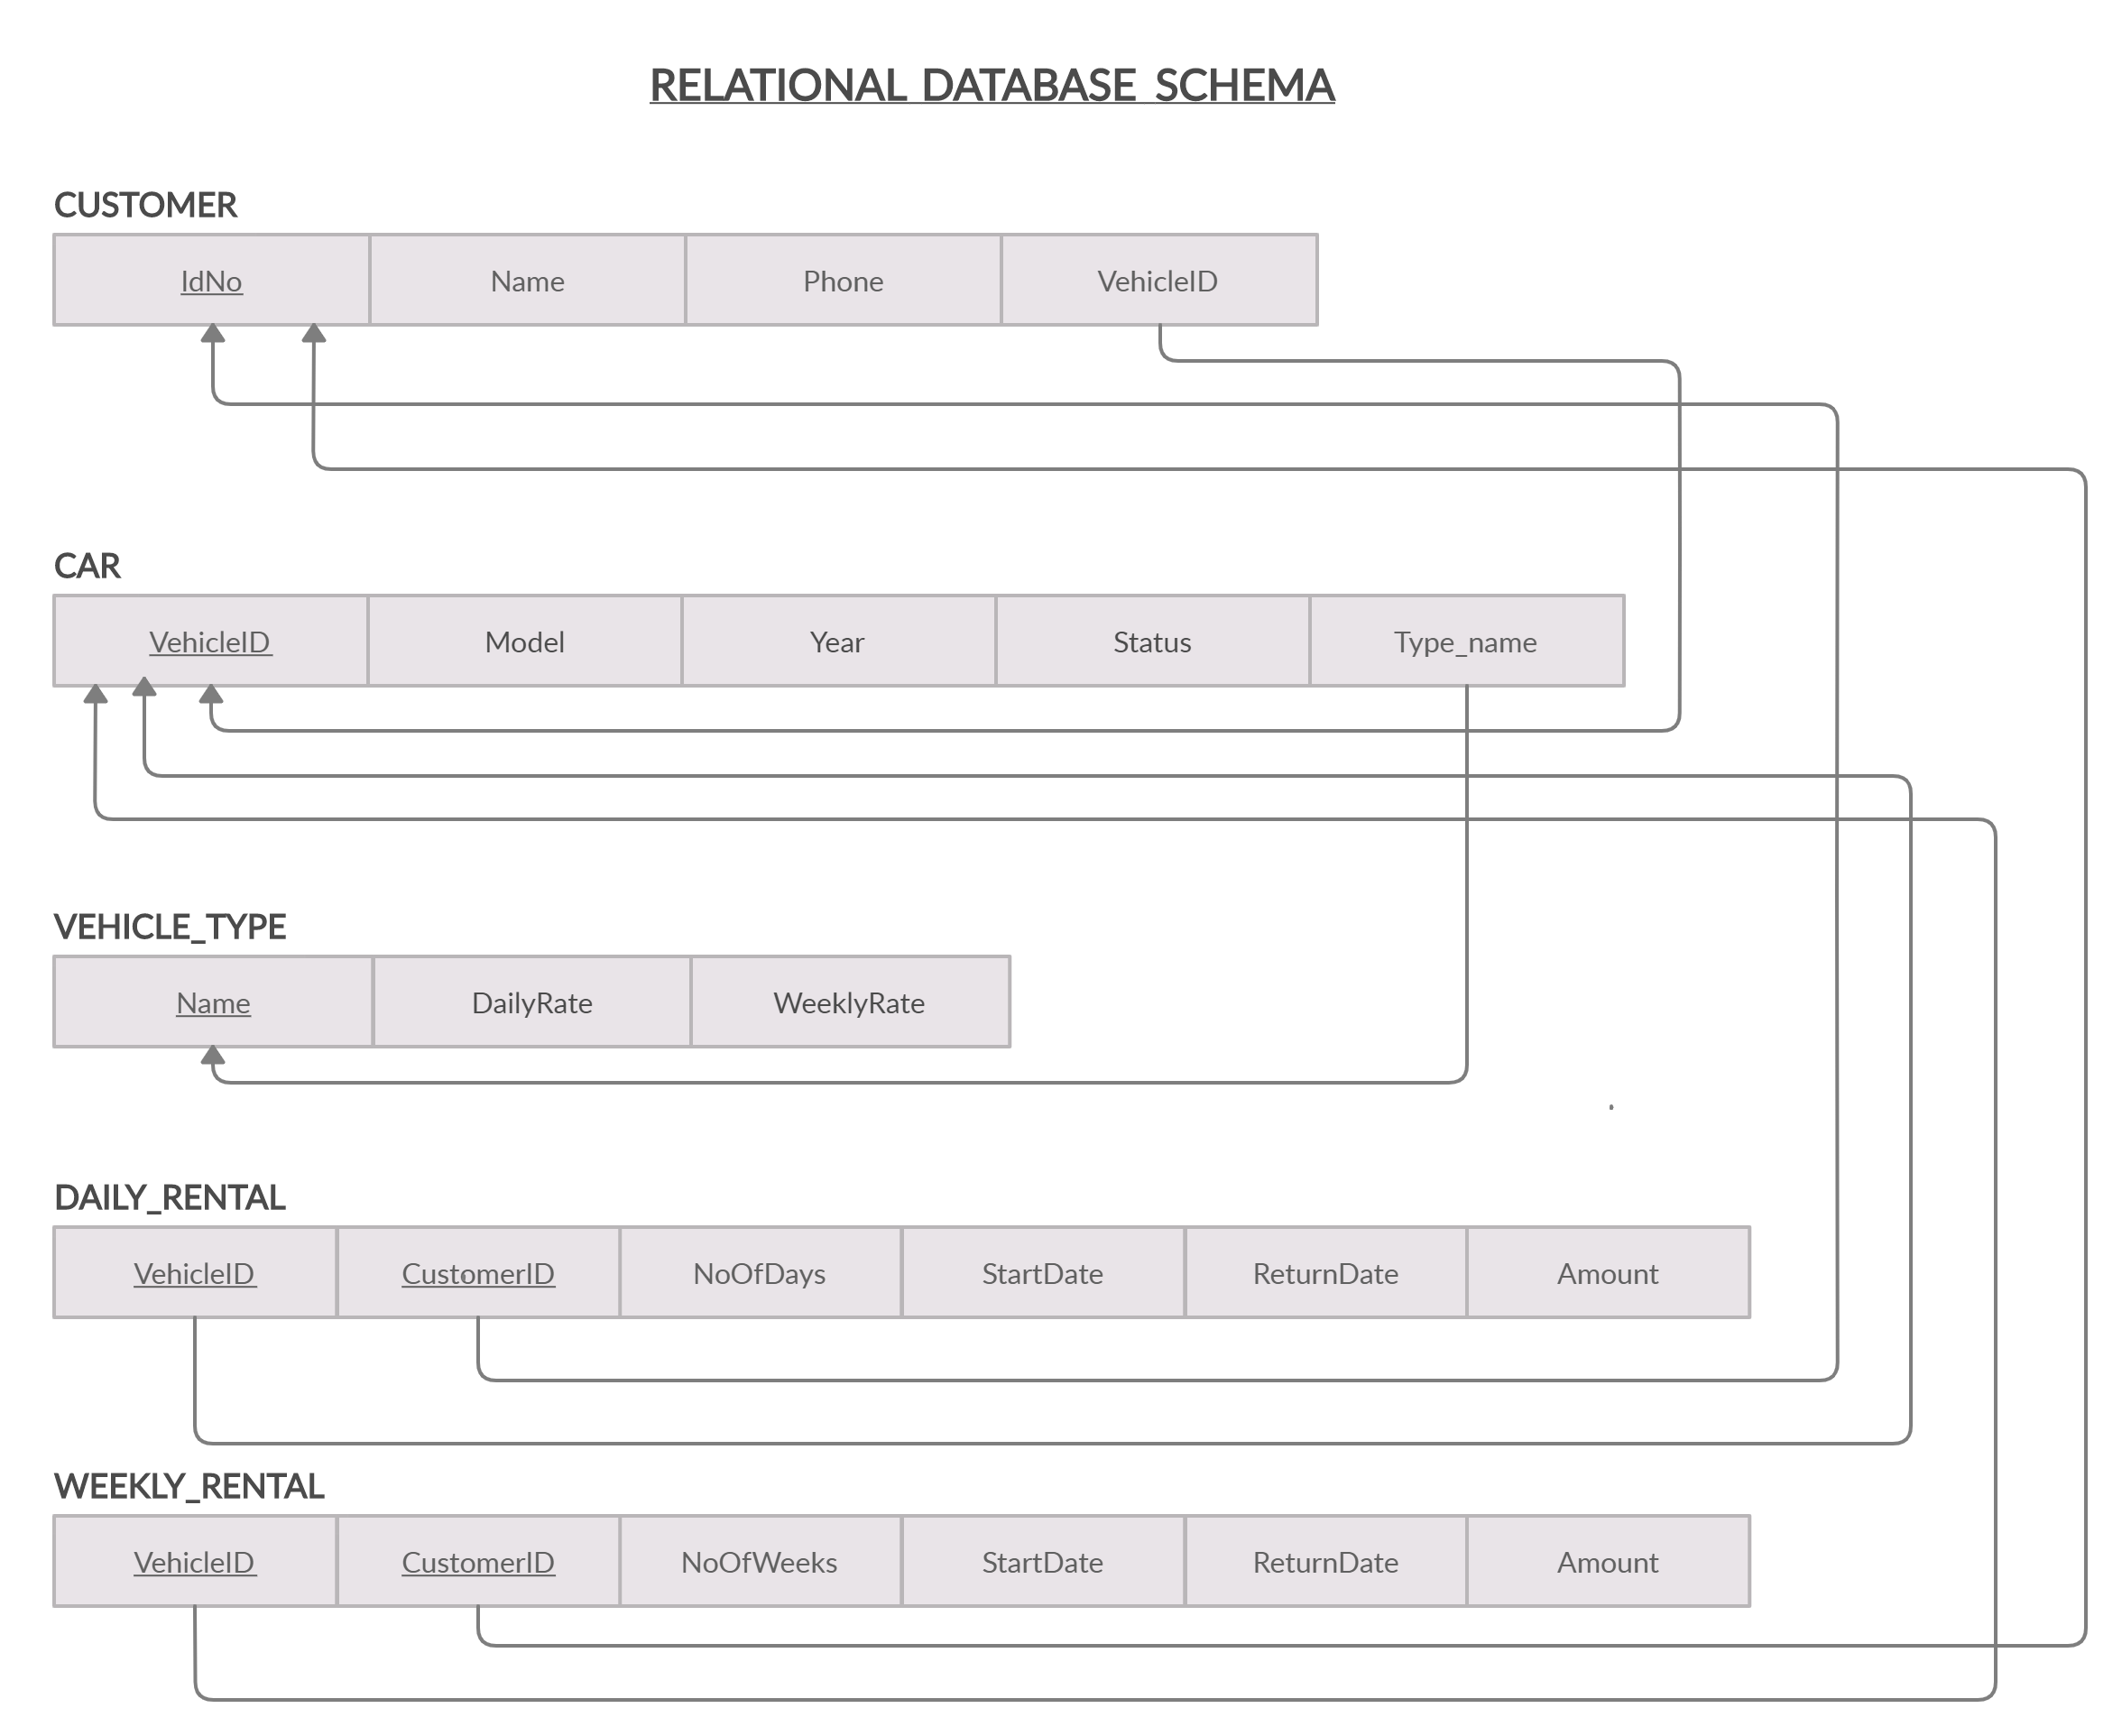 RELATIONAL DATABASE SCHEMA
CUSTOMER
IdNo Name Phone VehicleID
CAR
VehicleID Model Year Status Type_name
VEHICLE_TYPE
Name DailyRate WeeklyRate
DAILY_RENTAL
VehicleID CustomerID NoOfDays StartDate ReturnDate Amount
WEEKLY_RENTAL
VehicleID CustomerID NoOfWeeks StartDate ReturnDate Amount